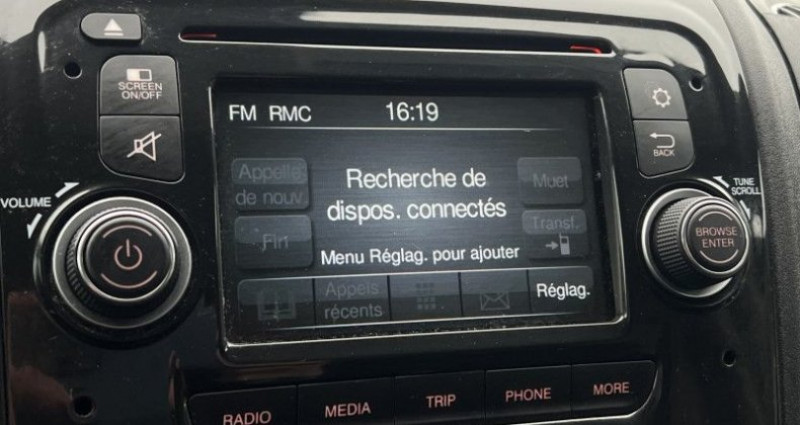 SCREEN
ON/OFF
VOLUME
FM RMC 16:19
Appelle
de nouv.
Recherche de
dispos. connectés
Muet
Fin
Transf.
Menu Réglag. pour ajouter
Appels
récents
Réglag.
BACK
TUNE
SCROLL
BROWSE
ENTER
RADIO
MEDIA
TRIP
PHONE
MORE